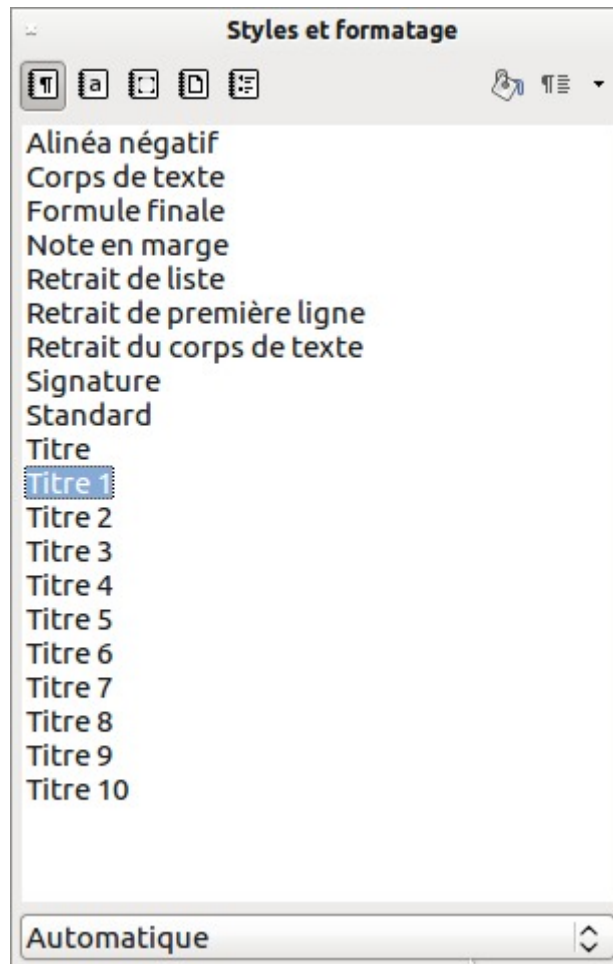 Styles et formatage
Alinéa négatif
Corps de texte
Formule finale
Note en marge
Retrait de liste
Retrait de première ligne
Retrait du corps de texte
Signature
Standard
Titre
Titre 1
Titre 2
Titre 3
Titre 4
Titre 5
Titre 6
Titre 7
Titre 8
Titre 9
Titre 10
Automatique